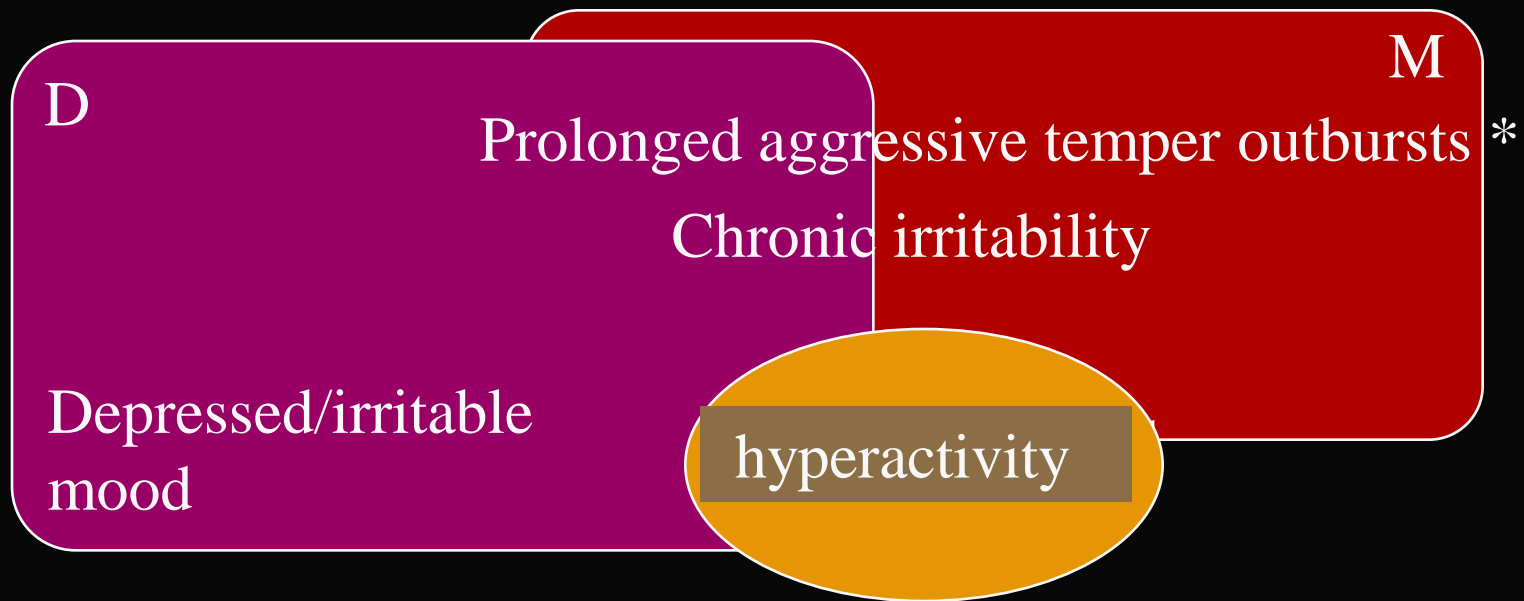 M
D
Prolonged aggressive temper outbursts *
Chronic irritability
Depressed/irritable
mood
hyperactivity